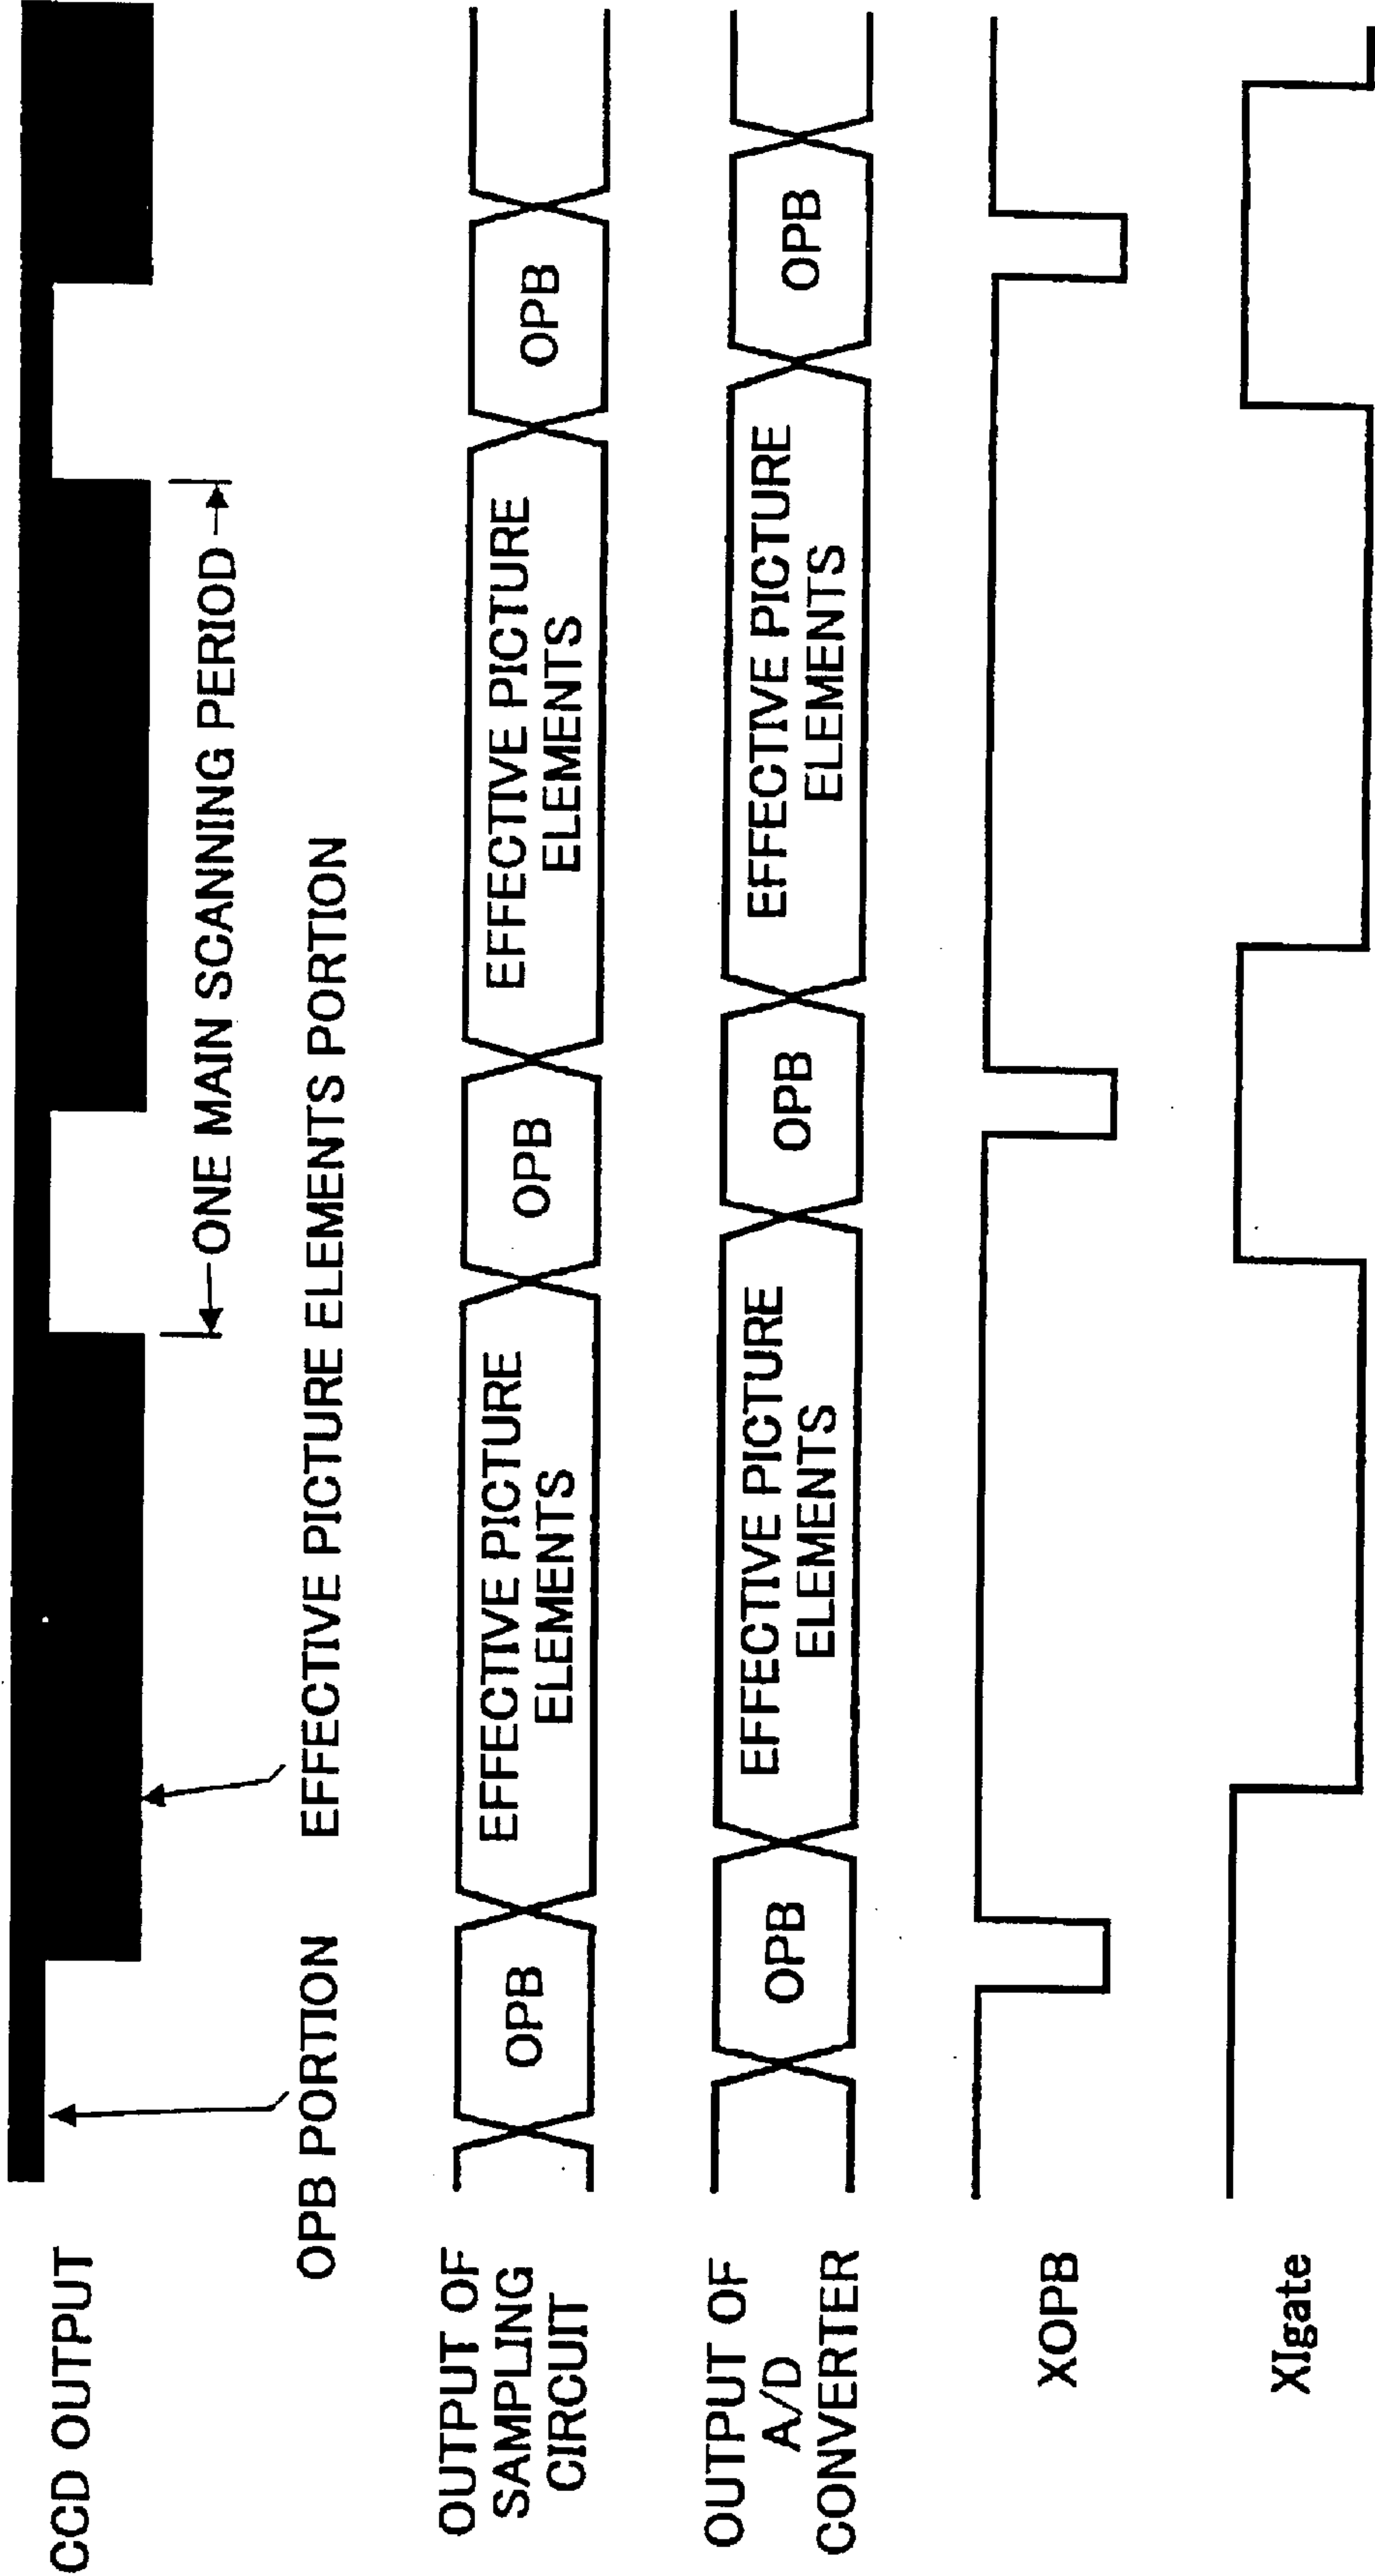 CCD OUTPUT
ONE MAIN SCANNING PERIOD
OPB PORTION
EFFECTIVE PICTURE ELEMENTS PORTION
OUTPUT OF
SAMPLING
CIRCUIT
OPB
EFFECTIVE PICTURE
ELEMENTS
OPB
EFFECTIVE PICTURE
ELEMENTS
OPB
OUTPUT OF
A/D
CONVERTER
OPB
EFFECTIVE PICTURE
ELEMENTS
OPB
EFFECTIVE PICTURE
ELEMENTS
OPB
XOPB
XIgate